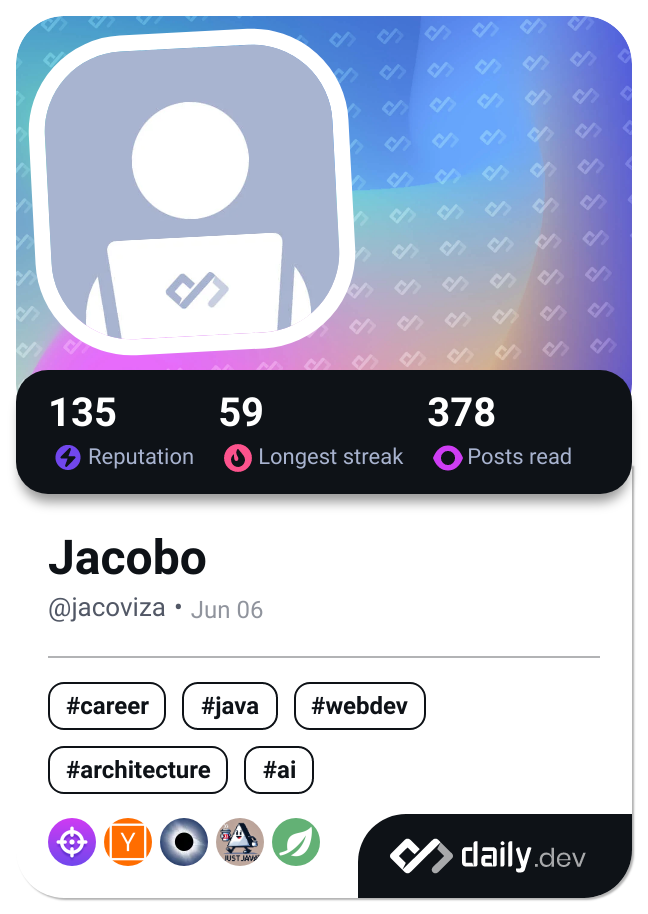 135 59 378
Reputation Longest streak Posts read
Jacobo
@jacoviza • Jun 06
#career #java #webdev
#architecture #ai
Y
JUST JAVA
daily.dev